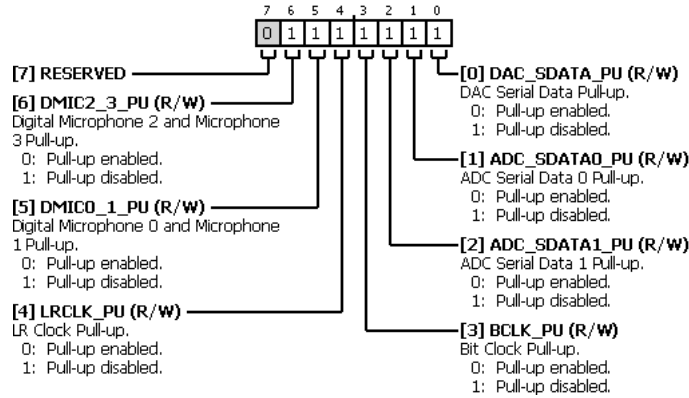 7 6 5 4 3 2 1 0
0 1 1 1 1 1 1 1
[7] RESERVED
[6] DMIC2_3_PU (R/W)
Digital Microphone 2 and Microphone
3 Pull-up.
0: Pull-up enabled.
1: Pull-up disabled.
[5] DMIC0_1_PU (R/W)
Digital Microphone 0 and Microphone
1 Pull-up.
0: Pull-up enabled.
1: Pull-up disabled.
[4] LRCLK_PU (R/W)
LR Clock Pull-up.
0: Pull-up enabled.
1: Pull-up disabled.
[0] DAC_SDATA_PU (R/W)
DAC Serial Data Pull-up.
0: Pull-up enabled.
1: Pull-up disabled.
[1] ADC_SDATA0_PU (R/W)
ADC Serial Data 0 Pull-up.
0: Pull-up enabled.
1: Pull-up disabled.
[2] ADC_SDATA1_PU (R/W)
ADC Serial Data 1 Pull-up.
0: Pull-up enabled.
1: Pull-up disabled.
[3] BCLK_PU (R/W)
Bit Clock Pull-up.
0: Pull-up enabled.
1: Pull-up disabled.